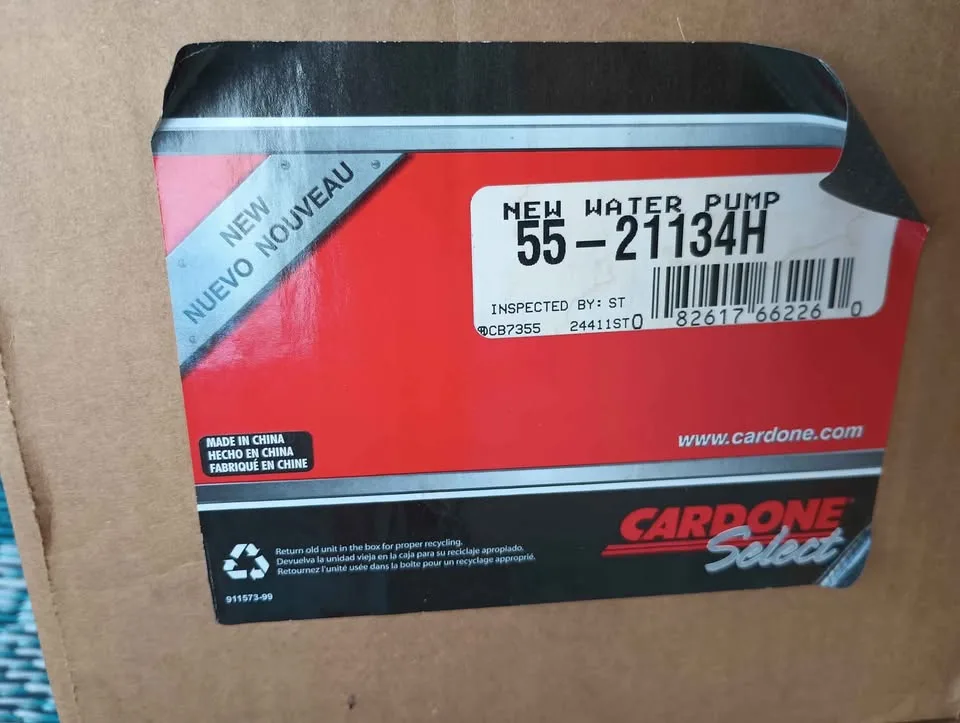 NEW
NUEVO NOUVEAU
NEW WATER PUMP
55-21134H
INSPECTED BY: ST
CB7355 24411ST
0 82617 66226 0
www.cardone.com
MADE IN CHINA
HECHO EN CHINA
FABRIQUÉ EN CHINE
CARDONE
Select
Return old unit in the box for proper recycling.
Devuelva la unidad vieja en la caja para su reciclaje apropiado.
Retournez l'unité usée dans la boîte pour un recyclage approprié.
911573-99